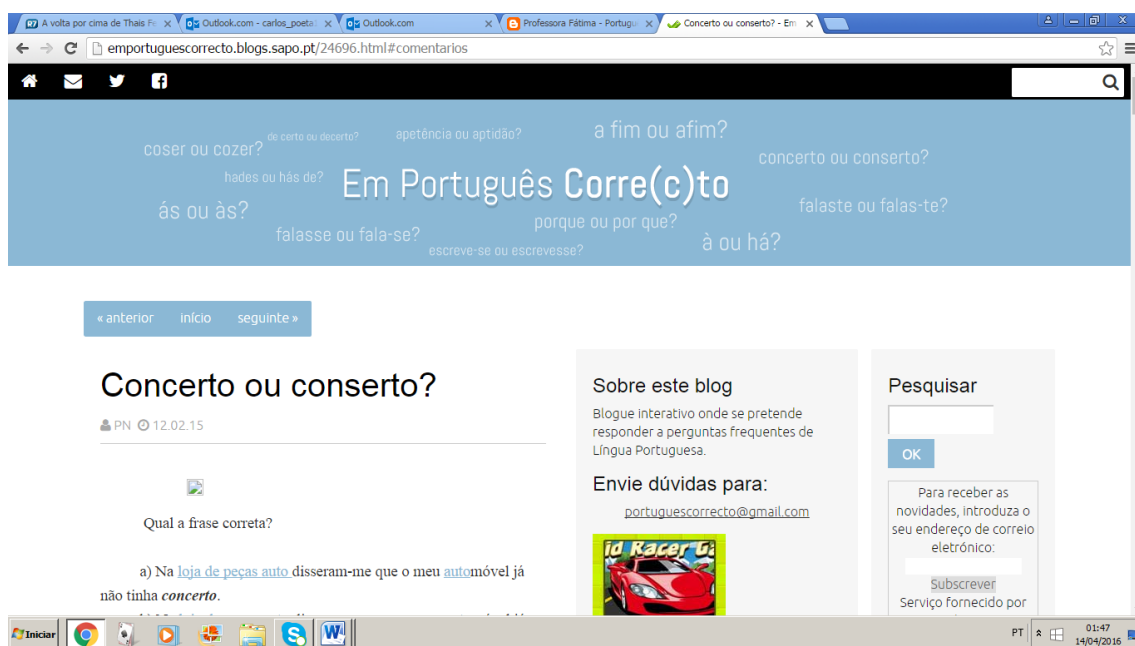 A volta por cima de Thais Fe
Outlook.com - carlos_poeta
Outlook.com
Professora Fátima - Portugu
Concerto ou conserto? - Em
emportuguescorrecto.blogs.sapo.pt/24696.html#comentarios
de certo ou decerto?
apetência ou aptidão?
a fim ou afim?
coser ou cozer?
concerto ou conserto?
hades ou hás de?
Em Português Corre(c)to
ás ou às?
falaste ou falas-te?
porque ou por que?
falasse ou fala-se?
à ou há?
escreve-se ou escrevesse?
« anterior início seguinte »
Concerto ou conserto?
PN 12.02.15
Qual a frase correta?
a) Na loja de peças auto disseram-me que o meu automóvel já
não tinha concerto.
Sobre este blog
Blogue interativo onde se pretende
responder a perguntas frequentes de
Língua Portuguesa.
Envie dúvidas para:
portuguescorrecto@gmail.com
id Racer Ga
Pesquisar
OK
Para receber as
novidades, introduza o
seu endereço de correio
eletrónico:
Subscrever
Serviço fornecido por
Iniciar
PT
01:47
14/04/2016